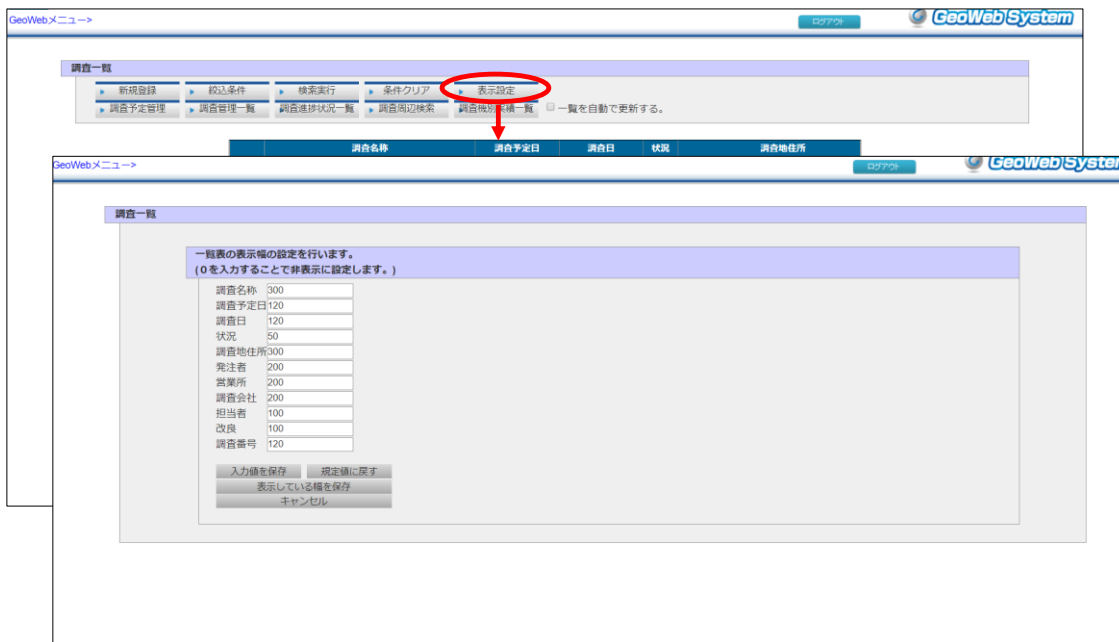 GeoWebメニュー>
ログアウト
GeoWeb System
調査一覧
新規登録 絞込条件 検索実行 条件クリア 表示設定
調査予定管理 調査管理一覧 調査進捗状況一覧 調査周辺検索 調査機別実績一覧 一覧を自動で更新する。
調査名称 調査予定日 調査日 状況 調査地住所
GeoWebメニュー>
ログアウト
GeoWeb System
調査一覧
一覧表の表示幅の設定を行います。
(0を入力することで非表示に設定します。)
調査名称 300
調査予定日 120
調査日 120
状況 50
調査地住所 300
発注者 200
営業所 200
調査会社 200
担当者 100
改良 100
調査番号 120
入力値を保存 規定値に戻す
表示している幅を保存
キャンセル